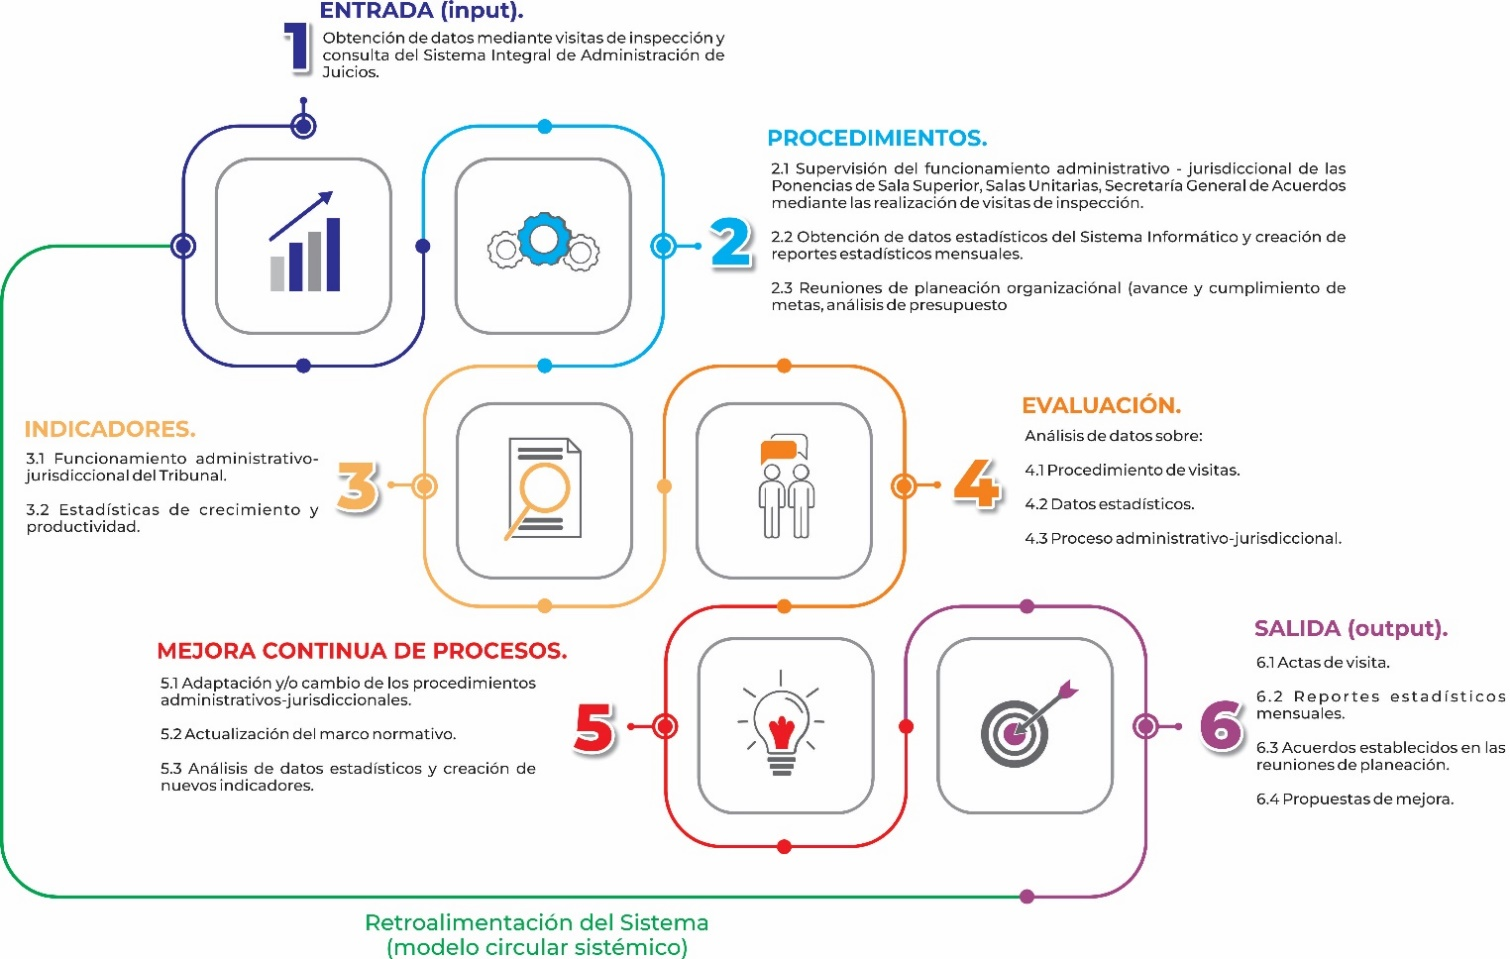 ENTRADA (input).
1
Obtención de datos mediante visitas de inspección y
consulta del Sistema Integral de Administración de
Juicios.
PROCEDIMIENTOS.
2
2.1 Supervisión del funcionamiento administrativo - jurisdiccional de las
Ponencias de Sala Superior, Salas Unitarias, Secretaría General de Acuerdos
mediante las realización de visitas de inspección.
2.2 Obtención de datos estadísticos del Sistema Informático y creación de
reportes estadísticos mensuales.
2.3 Reuniones de planeación organizaciónal (avance y cumplimiento de
metas, análisis de presupuesto
INDICADORES.
3.1 Funcionamiento administrativo-
jurisdiccional del Tribunal.
3.2 Estadísticas de crecimiento y
productividad.
3
EVALUACIÓN.
4
Análisis de datos sobre:
4.1 Procedimiento de visitas.
4.2 Datos estadísticos.
4.3 Proceso administrativo-jurisdiccional.
MEJORA CONTINUA DE PROCESOS.
5.1 Adaptación y/o cambio de los procedimientos
administrativos-jurisdiccionales.
5.2 Actualización del marco normativo.
5.3 Análisis de datos estadísticos y creación de
nuevos indicadores.
5
SALIDA (output).
6
6.1 Actas de visita.
6.2 Reportes estadísticos
mensuales.
6.3 Acuerdos establecidos en las
reuniones de planeación.
6.4 Propuestas de mejora.
Retroalimentación del Sistema
(modelo circular sistémico)